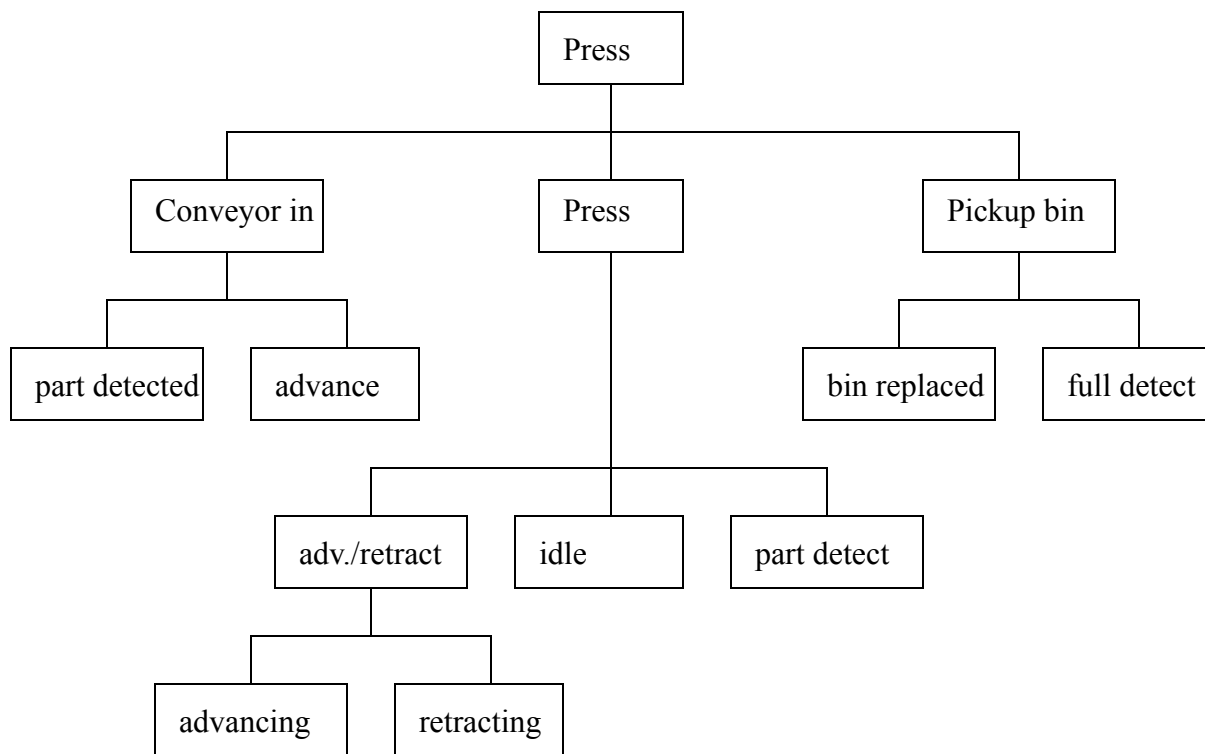 Press
Conveyor in
Press
Pickup bin
part detected
advance
bin replaced
full detect
adv./retract
idle
part detect
advancing
retracting